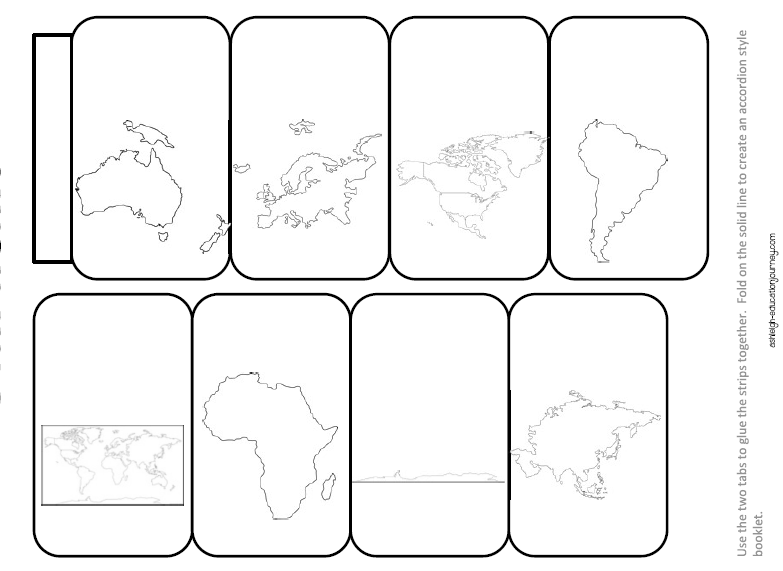 Use the two tabs to glue the strips together.  Fold on the solid line to create an accordion style
booklet.
ashleigh-educationjourney.com